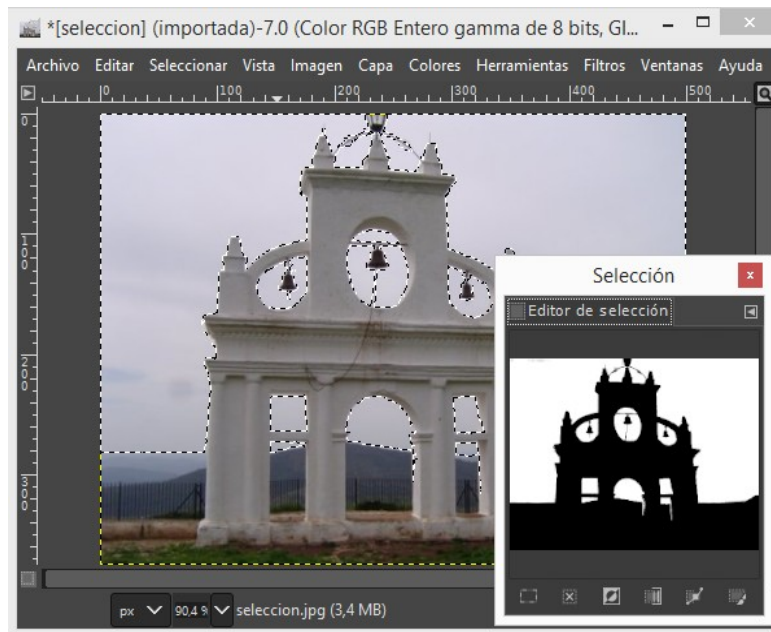 *[seleccion] (importada)-7.0 (Color RGB Entero gamma de 8 bits, GI...
Archivo Editar Seleccionar Vista Imagen Capa Colores Herramientas Filtros Ventanas Ayuda
0 100 200 300 400 500
0
100
200
300
Selección
Editor de selección
px 90,4 % seleccion.jpg (3,4 MB)